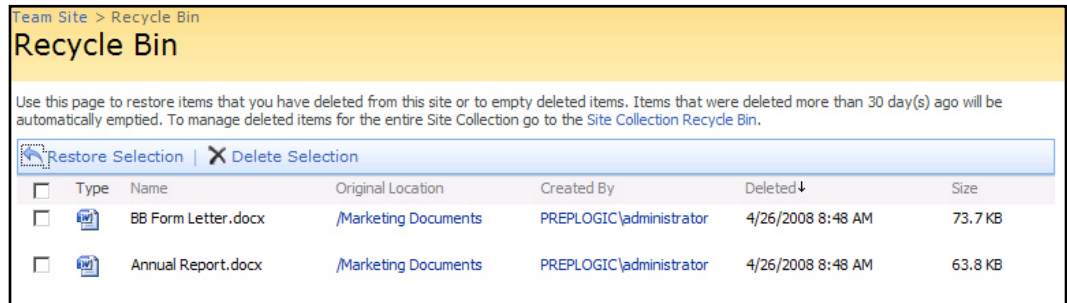 Team Site > Recycle Bin
Recycle Bin
Use this page to restore items that you have deleted from this site or to empty deleted items. Items that were deleted more than 30 day(s) ago will be
automatically emptied. To manage deleted items for the entire Site Collection go to the Site Collection Recycle Bin.
Restore Selection | Delete Selection
Type Name Original Location Created By Deleted Size
BB Form Letter.docx /Marketing Documents PREPLOGIC\administrator 4/26/2008 8:48 AM 73.7 KB
Annual Report.docx /Marketing Documents PREPLOGIC\administrator 4/26/2008 8:48 AM 63.8 KB